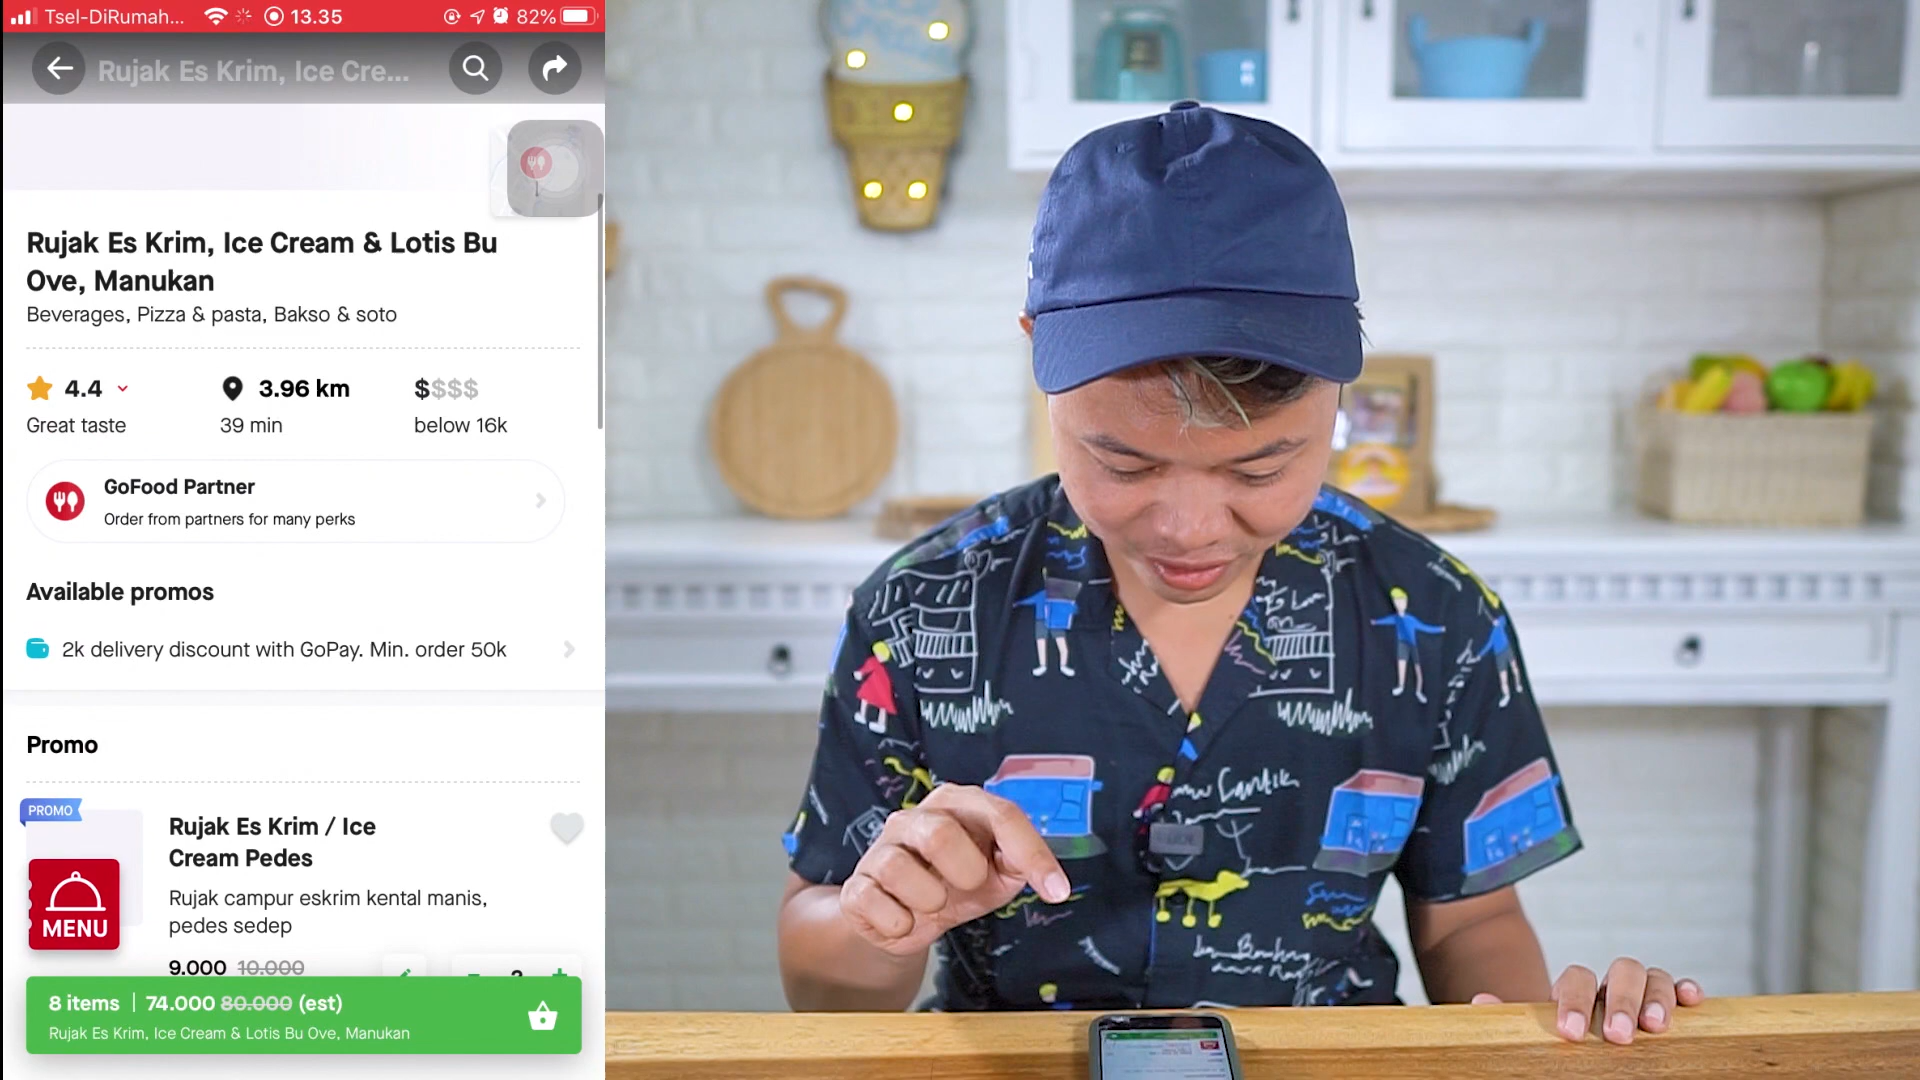 Tsel-DiRumah... 13.35 82%
Rujak Es Krim, Ice Cre...
Rujak Es Krim, Ice Cream & Lotis Bu
Ove, Manukan
Beverages, Pizza & pasta, Bakso & soto
4.4 3.96 km $$$$
Great taste 39 min below 16k
GoFood Partner
Order from partners for many perks
Available promos
2k delivery discount with GoPay. Min. order 50k
Promo
PROMO
Rujak Es Krim / Ice
Cream Pedes
Rujak campur eskrim kental manis,
pedes sedep
MENU
9.000 10.000
8 items | 74.000 80.000 (est)
Rujak Es Krim, Ice Cream & Lotis Bu Ove, Manukan